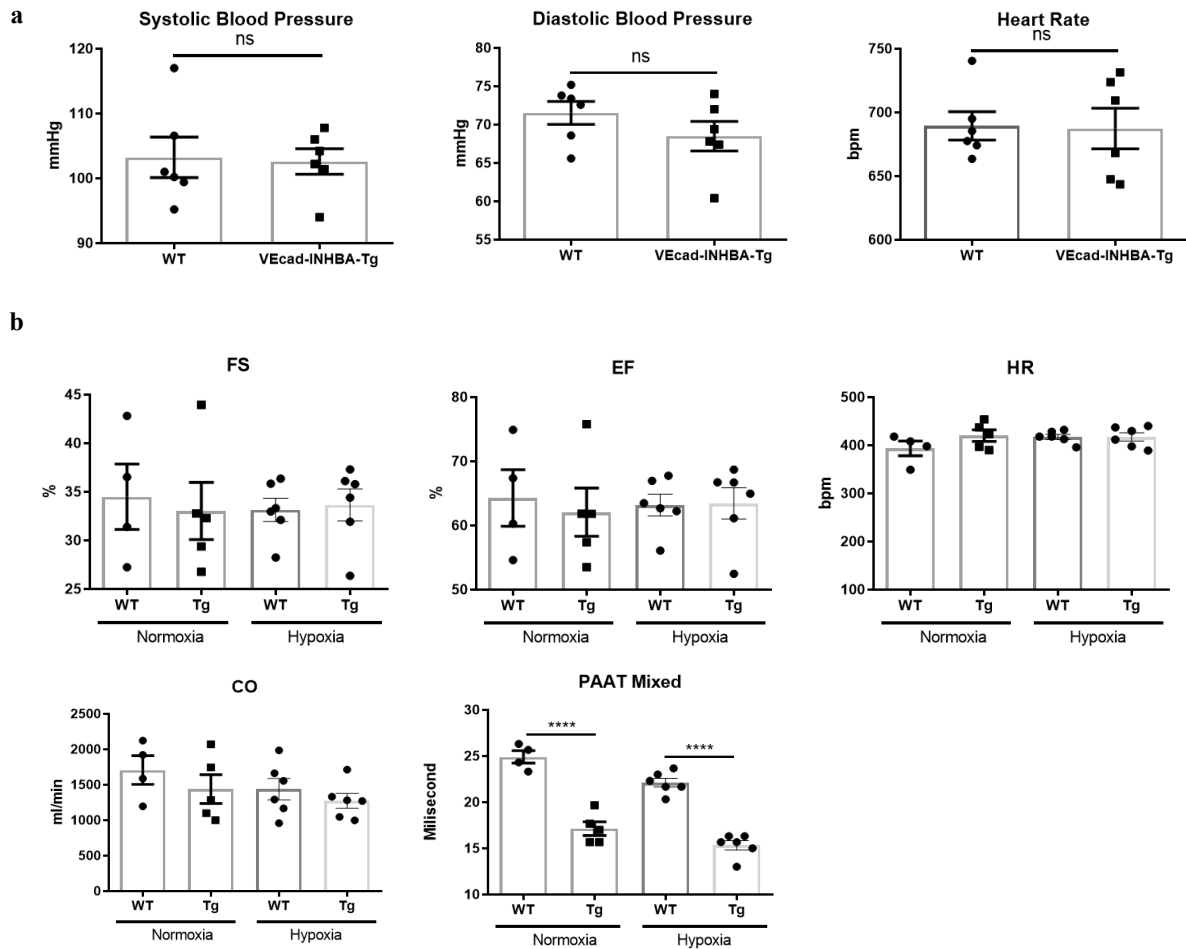 a
Systolic Blood Pressure
ns
120
110
100
90
mmHg
WT
VEcad-INHBA-Tg
Diastolic Blood Pressure
ns
80
75
70
65
60
55
mmHg
WT
VEcad-INHBA-Tg
Heart Rate
ns
750
700
650
600
bpm
WT
VEcad-INHBA-Tg
b
FS
45
40
35
30
25
%
WT Tg WT Tg
Normoxia Hypoxia
EF
80
70
60
50
%
WT Tg WT Tg
Normoxia Hypoxia
HR
500
400
300
200
100
bpm
WT Tg WT Tg
Normoxia Hypoxia
CO
2500
2000
1500
1000
500
0
ml/min
WT Tg WT Tg
Normoxia Hypoxia
PAAT Mixed
30
25
20
15
10
Milisecond
****
****
WT Tg WT Tg
Normoxia Hypoxia